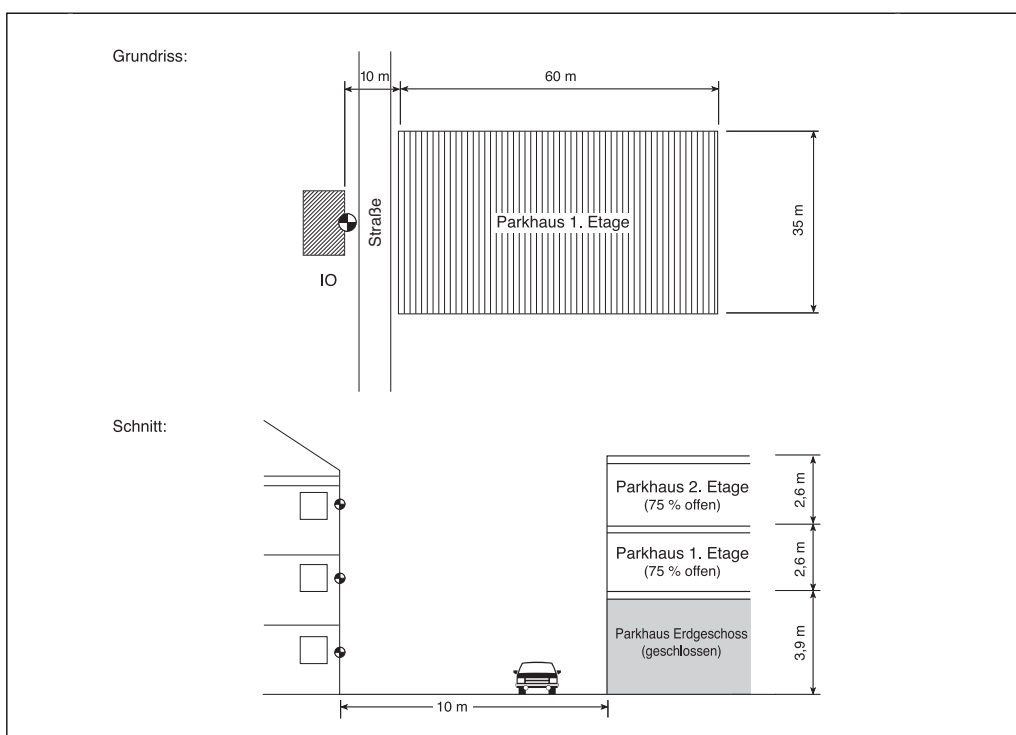 Grundriss:
10 m
60 m
Straße
Parkhaus 1. Etage
35 m
IO
Schnitt:
Parkhaus 2. Etage
(75 % offen)
2,6 m
Parkhaus 1. Etage
(75 % offen)
2,6 m
Parkhaus Erdgeschoss
(geschlossen)
3,9 m
10 m